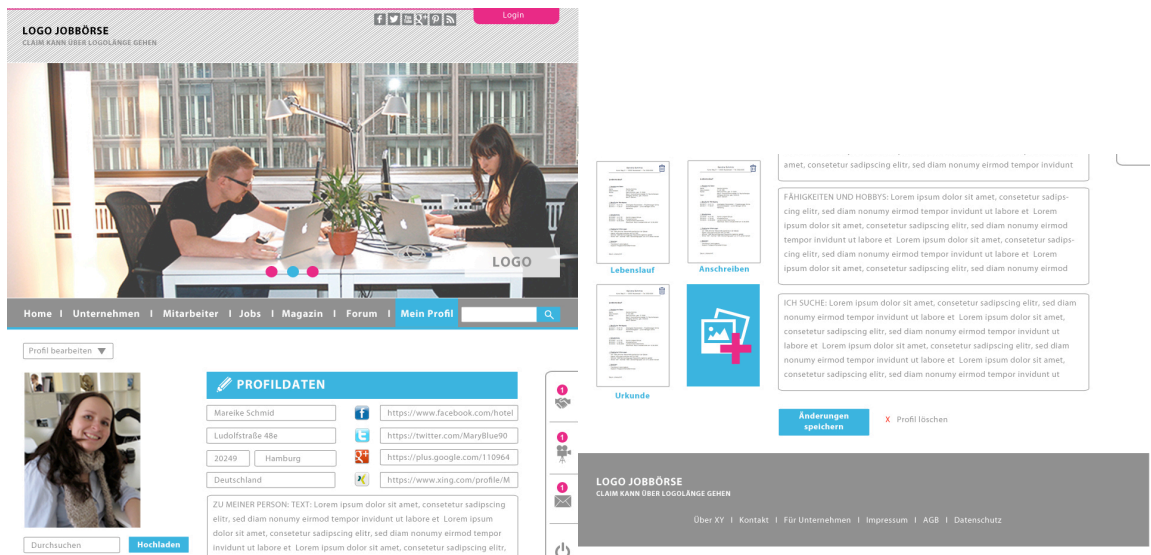 Login
LOGO JOBBÖRSE
CLAIM KANN ÜBER LOGOLÄNGE GEHEN
LOGO
Home I Unternehmen I Mitarbeiter I Jobs I Magazin I Forum I Mein Profil
Profil bearbeiten
PROFILDATEN
Mareike Schmid
https://www.facebook.com/hotel
Ludolfstraße 48e
https://twitter.com/MaryBlue90
20249
Hamburg
https://plus.google.com/110964
Deutschland
https://www.xing.com/profile/M
ZU MEINER PERSON: TEXT: Lorem ipsum dolor sit amet, consetetur sadipscing
elitr, sed diam nonumy eirmod tempor invidunt ut labore et Lorem ipsum
dolor sit amet, consetetur sadipscing elitr, sed diam nonumy eirmod tempor
invidunt ut labore et Lorem ipsum dolor sit amet, consetetur sadipscing elitr,
Durchsuchen
Hochladen
1
1
1
amet, consetetur sadipscing elitr, sed diam nonumy eirmod tempor invidunt
Lebenslauf
Anschreiben
Urkunde
FÄHIGKEITEN UND HOBBYS: Lorem ipsum dolor sit amet, consetetur sadips-
cing elitr, sed diam nonumy eirmod tempor invidunt ut labore et Lorem
ipsum dolor sit amet, consetetur sadipscing elitr, sed diam nonumy eirmod
tempor invidunt ut labore et Lorem ipsum dolor sit amet, consetetur sadips-
cing elitr, sed diam nonumy eirmod tempor invidunt ut labore et Lorem
ipsum dolor sit amet, consetetur sadipscing elitr, sed diam nonumy eirmod
ICH SUCHE: Lorem ipsum dolor sit amet, consetetur sadipscing elitr, sed diam
nonumy eirmod tempor invidunt ut labore et Lorem ipsum dolor sit amet,
consetetur sadipscing elitr, sed diam nonumy eirmod tempor invidunt ut
labore et Lorem ipsum dolor sit amet, consetetur sadipscing elitr, sed diam
nonumy eirmod tempor invidunt ut labore et Lorem ipsum dolor sit amet,
consetetur sadipscing elitr, sed diam nonumy eirmod tempor invidunt ut
Änderungen
speichern
X Profil löschen
LOGO JOBBÖRSE
CLAIM KANN ÜBER LOGOLÄNGE GEHEN
Über XY I Kontakt I Für Unternehmen I Impressum I AGB I Datenschutz